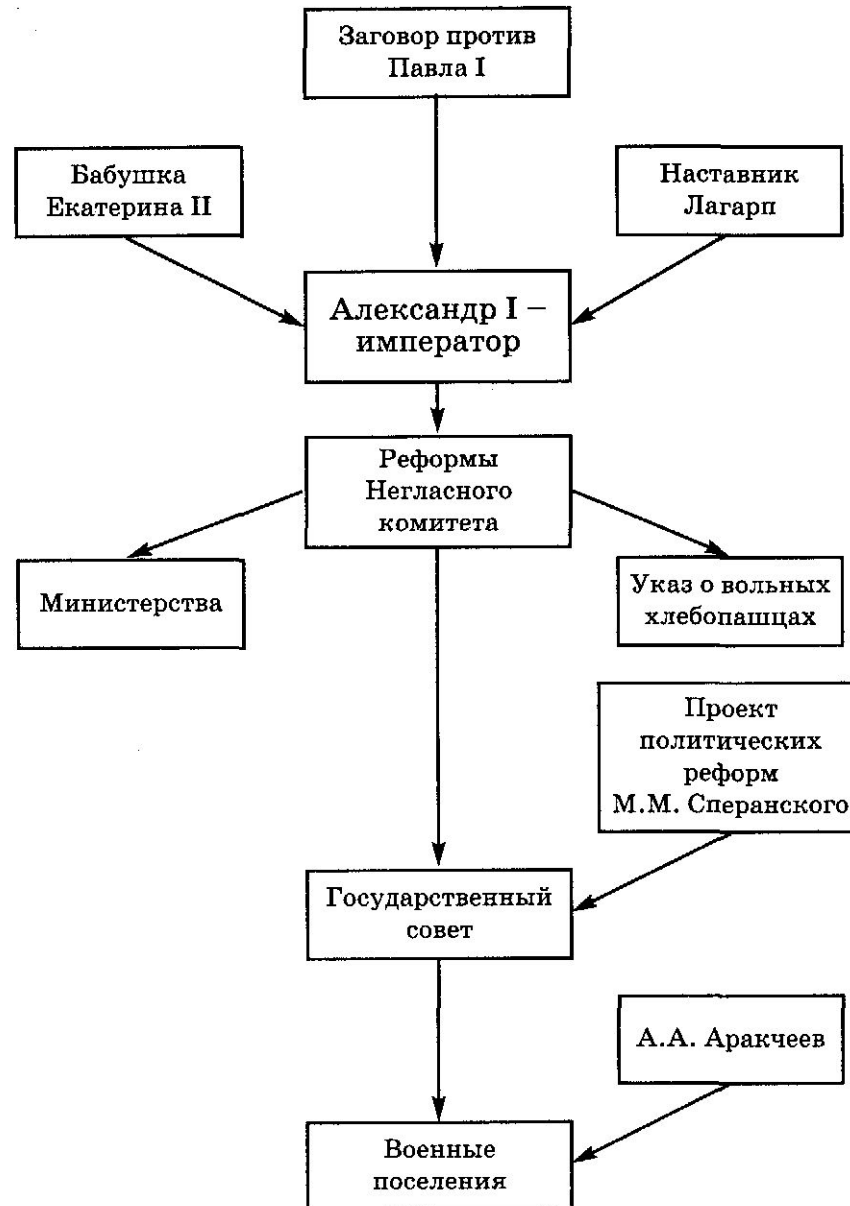 Заговор против
Павла I
Бабушка
Екатерина II
Наставник
Лагарп
Александр I –
император
Реформы
Негласного
комитета
Министерства
Указ о вольных
хлебопашцах
Проект
политических
реформ
М.М. Сперанского
Государственный
совет
А.А. Аракчеев
Военные
поселения